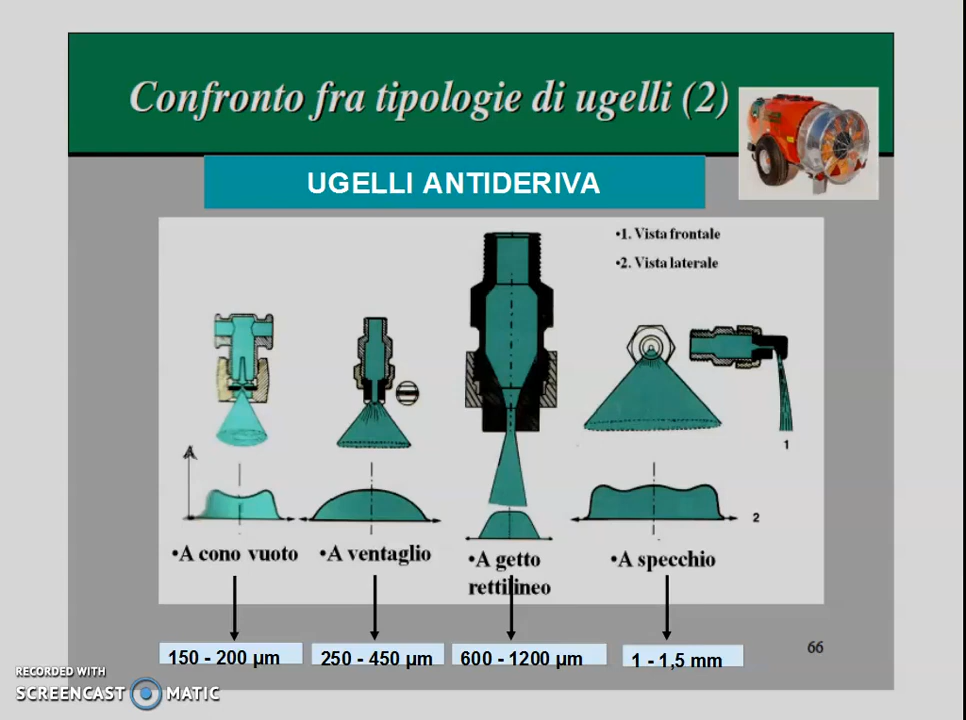 Confronto fra tipologie di ugelli (2)
UGELLI ANTIDERIVA
•1. Vista frontale
•2. Vista laterale
1
A
2
•A cono vuoto
•A ventaglio
•A getto
rettilineo
•A specchio
150 - 200 µm
250 - 450 µm
600 - 1200 µm
1 - 1,5 mm
66
RECORDED WITH
SCREENCAST MATIC